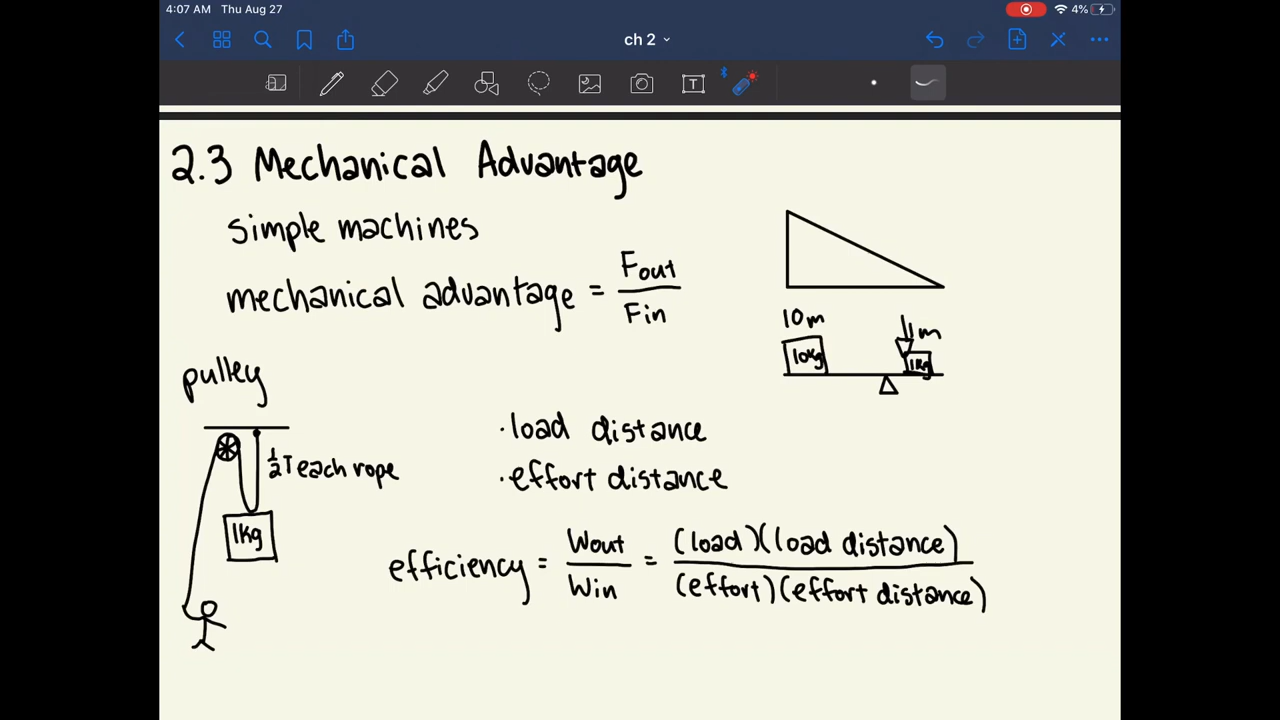 4:07 AM Thu Aug 27
4%
ch 2
T
2.3 Mechanical Advantage
simple machines
mechanical advantage = Fout / Fin
10m
1m
10kg
1kg
pulley
½T each rope
1kg
· load distance
· effort distance
efficiency = Wout / Win = (load)(load distance) / (effort)(effort distance)